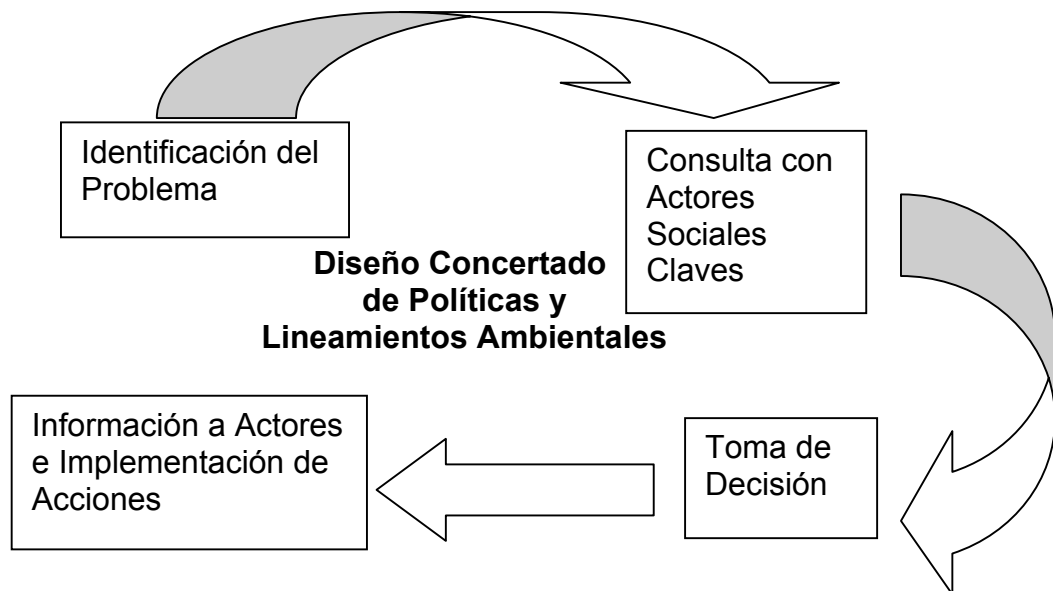 Identificación del
Problema
Consulta con
Actores
Sociales
Claves
Diseño Concertado
de Políticas y
Lineamientos Ambientales
Toma de
Decisión
Información a Actores
e Implementación de
Acciones